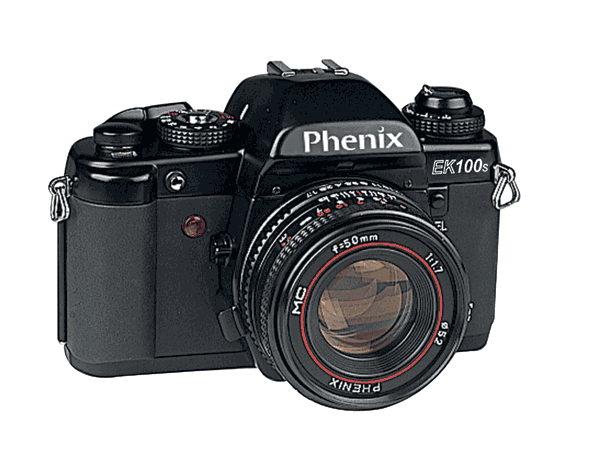 Phenix
EK100s
f=50mm
1:1.7
MC
ø52
PHENIX